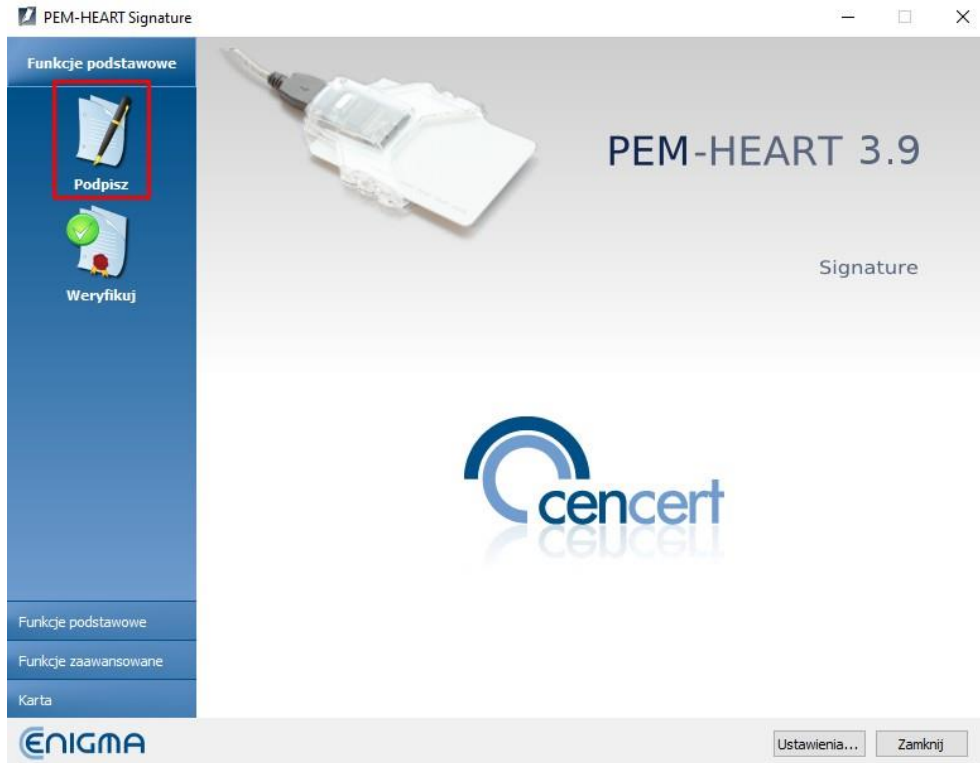 PEM-HEART Signature
Funkcje podstawowe
Podpisz
Weryfikuj
PEM-HEART 3.9
Signature
cencert
Funkcje podstawowe
Funkcje zaawansowane
Karta
ENIGMA
Ustawienia...
Zamknij